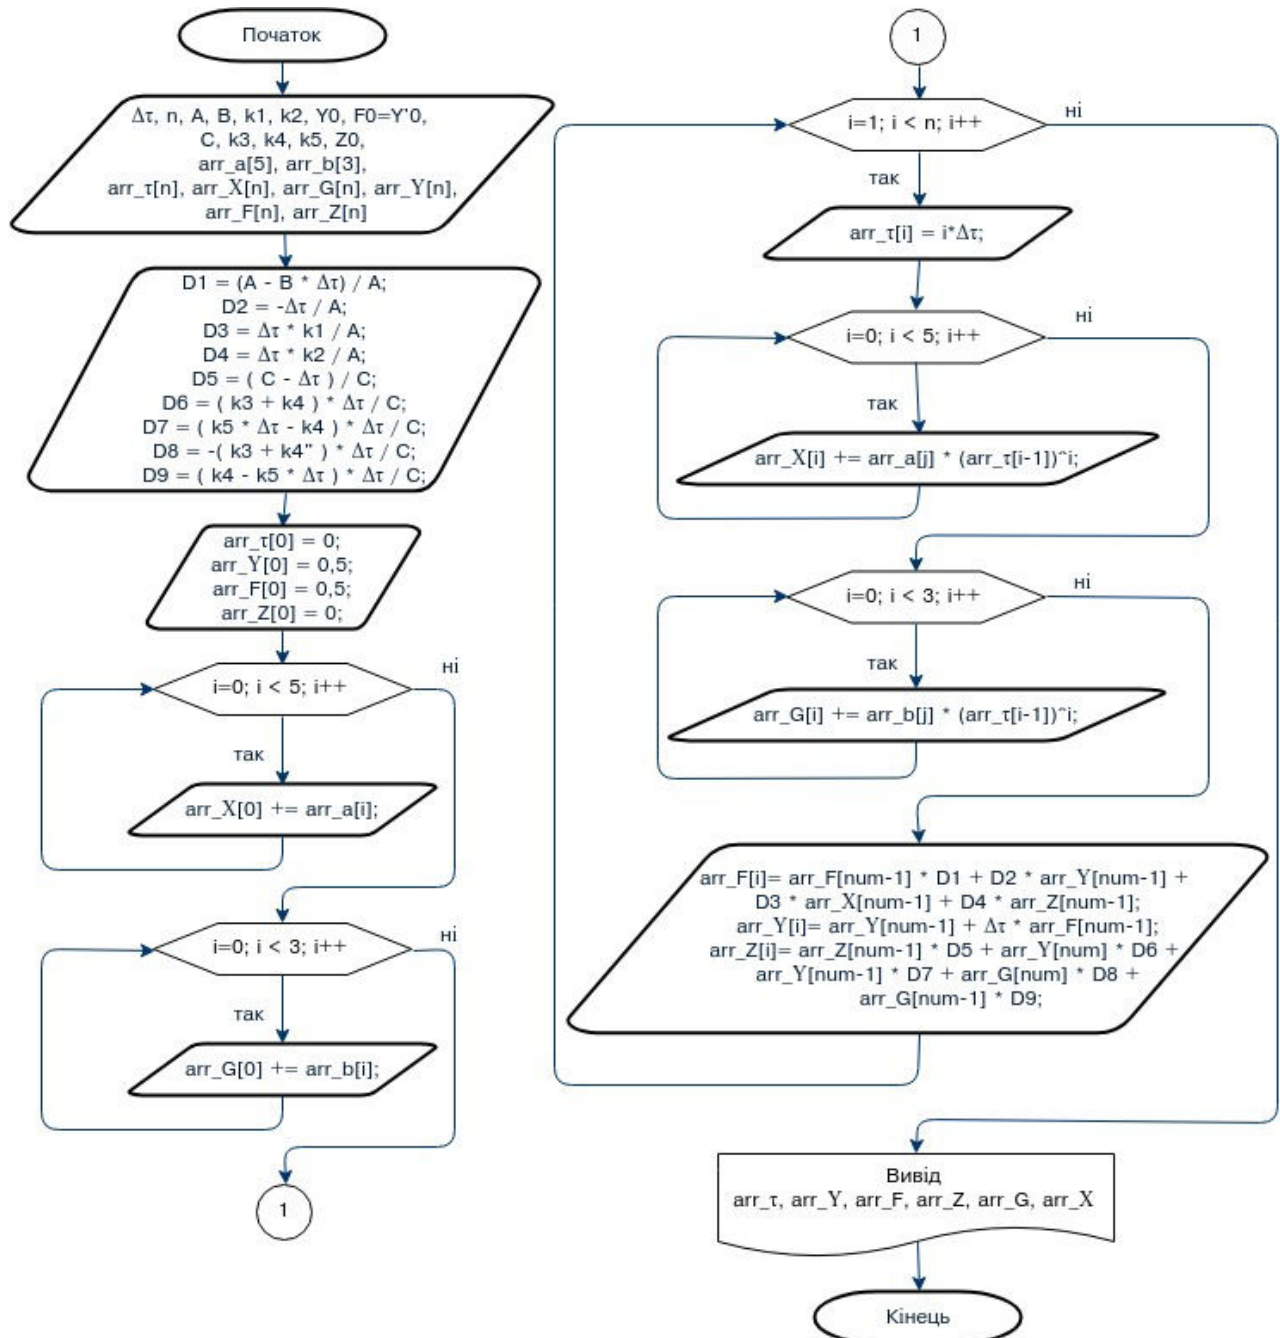 Початок
Δτ, n, A, B, k1, k2, Y0, F0=Y'0,
C, k3, k4, k5, Z0,
arr_a[5], arr_b[3],
arr_τ[n], arr_X[n], arr_G[n], arr_Y[n],
arr_F[n], arr_Z[n]
D1 = (A - B * Δτ) / A;
D2 = -Δτ / A;
D3 = Δτ * k1 / A;
D4 = Δτ * k2 / A;
D5 = ( C - Δτ ) / C;
D6 = ( k3 + k4 ) * Δτ / C;
D7 = ( k5 * Δτ - k4 ) * Δτ / C;
D8 = -( k3 + k4" ) * Δτ / C;
D9 = ( k4 - k5 * Δτ ) * Δτ / C;
arr_τ[0] = 0;
arr_Y[0] = 0,5;
arr_F[0] = 0,5;
arr_Z[0] = 0;
i=0; i < 5; i++
ні
так
arr_X[0] += arr_a[i];
i=0; i < 3; i++
ні
так
arr_G[0] += arr_b[i];
1
1
i=1; i < n; i++
ні
так
arr_τ[i] = i*Δτ;
i=0; i < 5; i++
ні
так
arr_X[i] += arr_a[j] * (arr_τ[i-1])^i;
i=0; i < 3; i++
ні
так
arr_G[i] += arr_b[j] * (arr_τ[i-1])^i;
arr_F[i]= arr_F[num-1] * D1 + D2 * arr_Y[num-1] +
D3 * arr_X[num-1] + D4 * arr_Z[num-1];
arr_Y[i]= arr_Y[num-1] + Δτ * arr_F[num-1];
arr_Z[i]= arr_Z[num-1] * D5 + arr_Y[num] * D6 +
arr_Y[num-1] * D7 + arr_G[num] * D8 +
arr_G[num-1] * D9;
Вивід
arr_τ, arr_Y, arr_F, arr_Z, arr_G, arr_X
Кінець